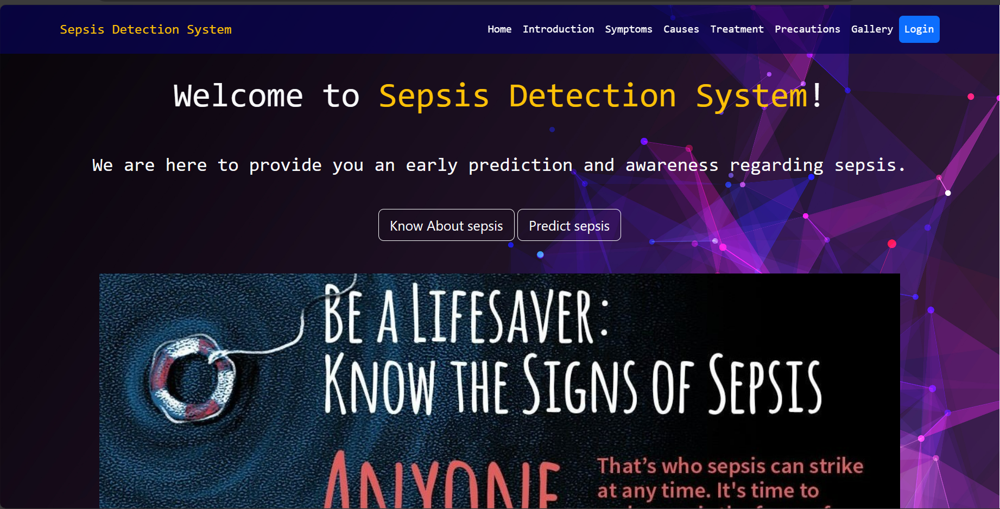 Sepsis Detection System
Home Introduction Symptoms Causes Treatment Precautions Gallery Login
Welcome to Sepsis Detection System!
We are here to provide you an early prediction and awareness regarding sepsis.
Know About sepsis Predict sepsis
BE A LIFESAVER:
KNOW THE SIGNS OF SEPSIS
ANYONE
That's who sepsis can strike
at any time. It's time to